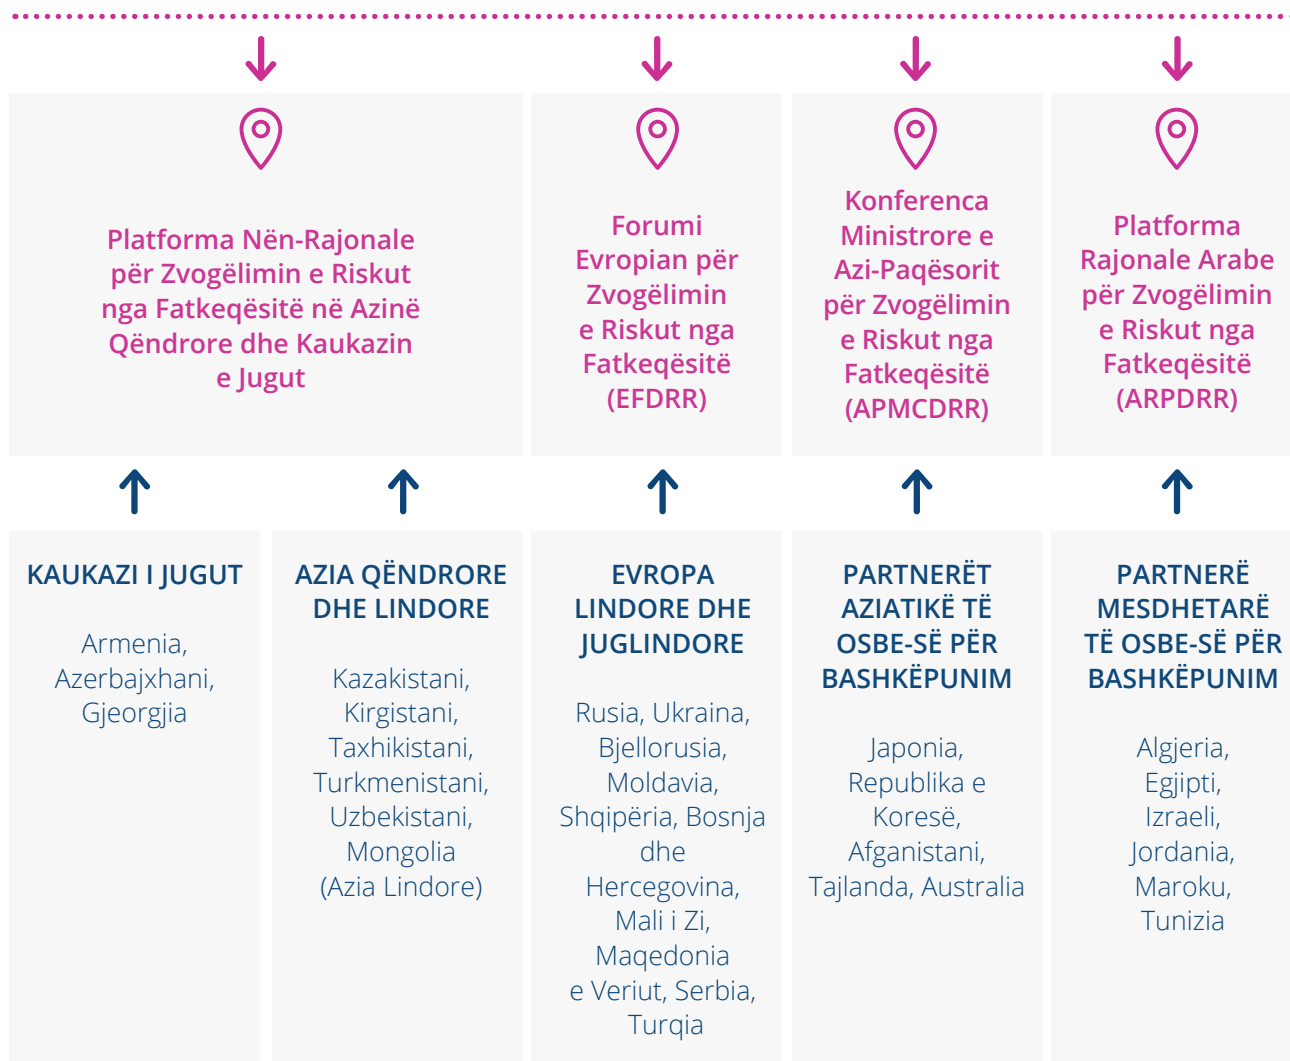 Platforma Nën-Rajonale
për Zvogëlimin e Riskut
nga Fatkeqësitë në Azinë
Qëndrore dhe Kaukazin
e Jugut
Forumi
Evropian për
Zvogëlimin
e Riskut nga
Fatkeqësitë
(EFDRR)
Konferenca
Ministrore e
Azi-Paqësorit
për Zvogëlimin
e Riskut nga
Fatkeqësitë
(APMCDRR)
Platforma
Rajonale Arabe
për Zvogëlimin
e Riskut nga
Fatkeqësitë
(ARPDRR)
KAUKAZI I JUGUT
Armenia,
Azerbajxhani,
Gjeorgjia
AZIA QËNDRORE
DHE LINDORE
Kazakistani,
Kirgistani,
Taxhikistani,
Turkmenistani,
Uzbekistani,
Mongolia
(Azia Lindore)
EVROPA
LINDORE DHE
JUGLINDORE
Rusia, Ukraina,
Bjellorusia,
Moldavia,
Shqipëria, Bosnja
dhe
Hercegovina,
Mali i Zi,
Maqedonia
e Veriut, Serbia,
Turqia
PARTNERËT
AZIATIKË TË
OSBE-SË PËR
BASHKËPUNIM
Japonia,
Republika e
Koresë,
Afganistani,
Tajlanda, Australia
PARTNERË
MESDHETARË
TË OSBE-SË PËR
BASHKËPUNIM
Algjeria,
Egjipti,
Izraeli,
Jordania,
Maroku,
Tunizia